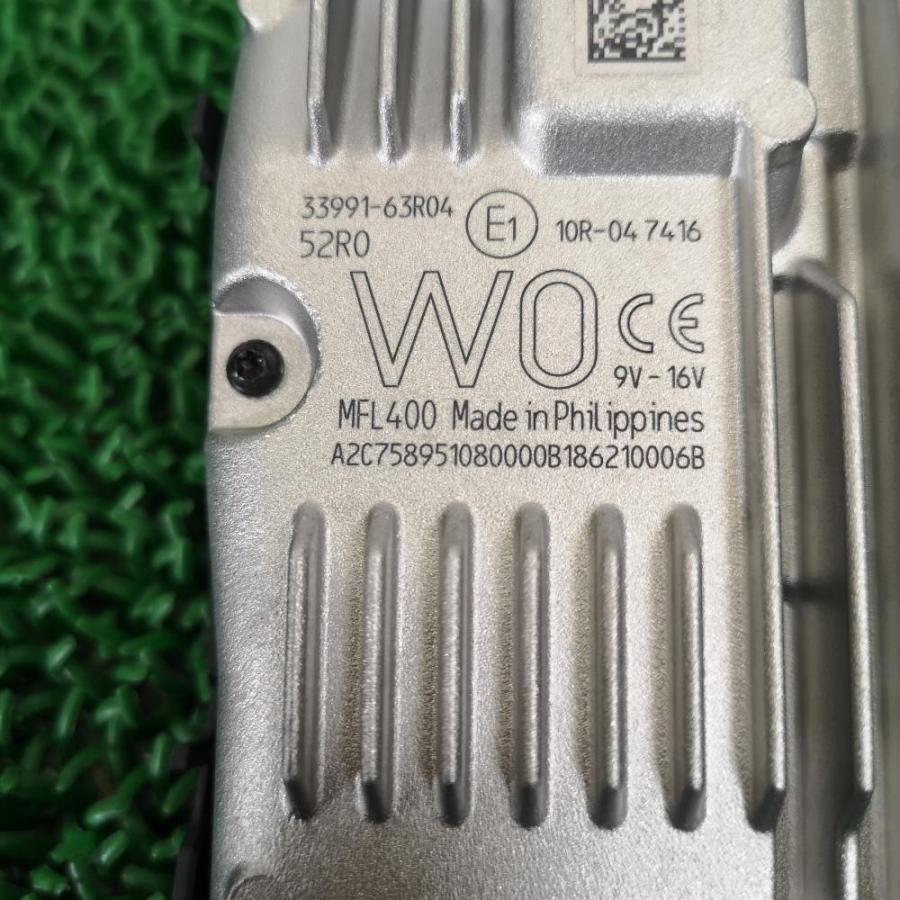 33991-63R04
52R0
E1
10R-04 7416
W0
CE
9V - 16V
MFL400 Made in Philippines
A2C758951080000B186210006B